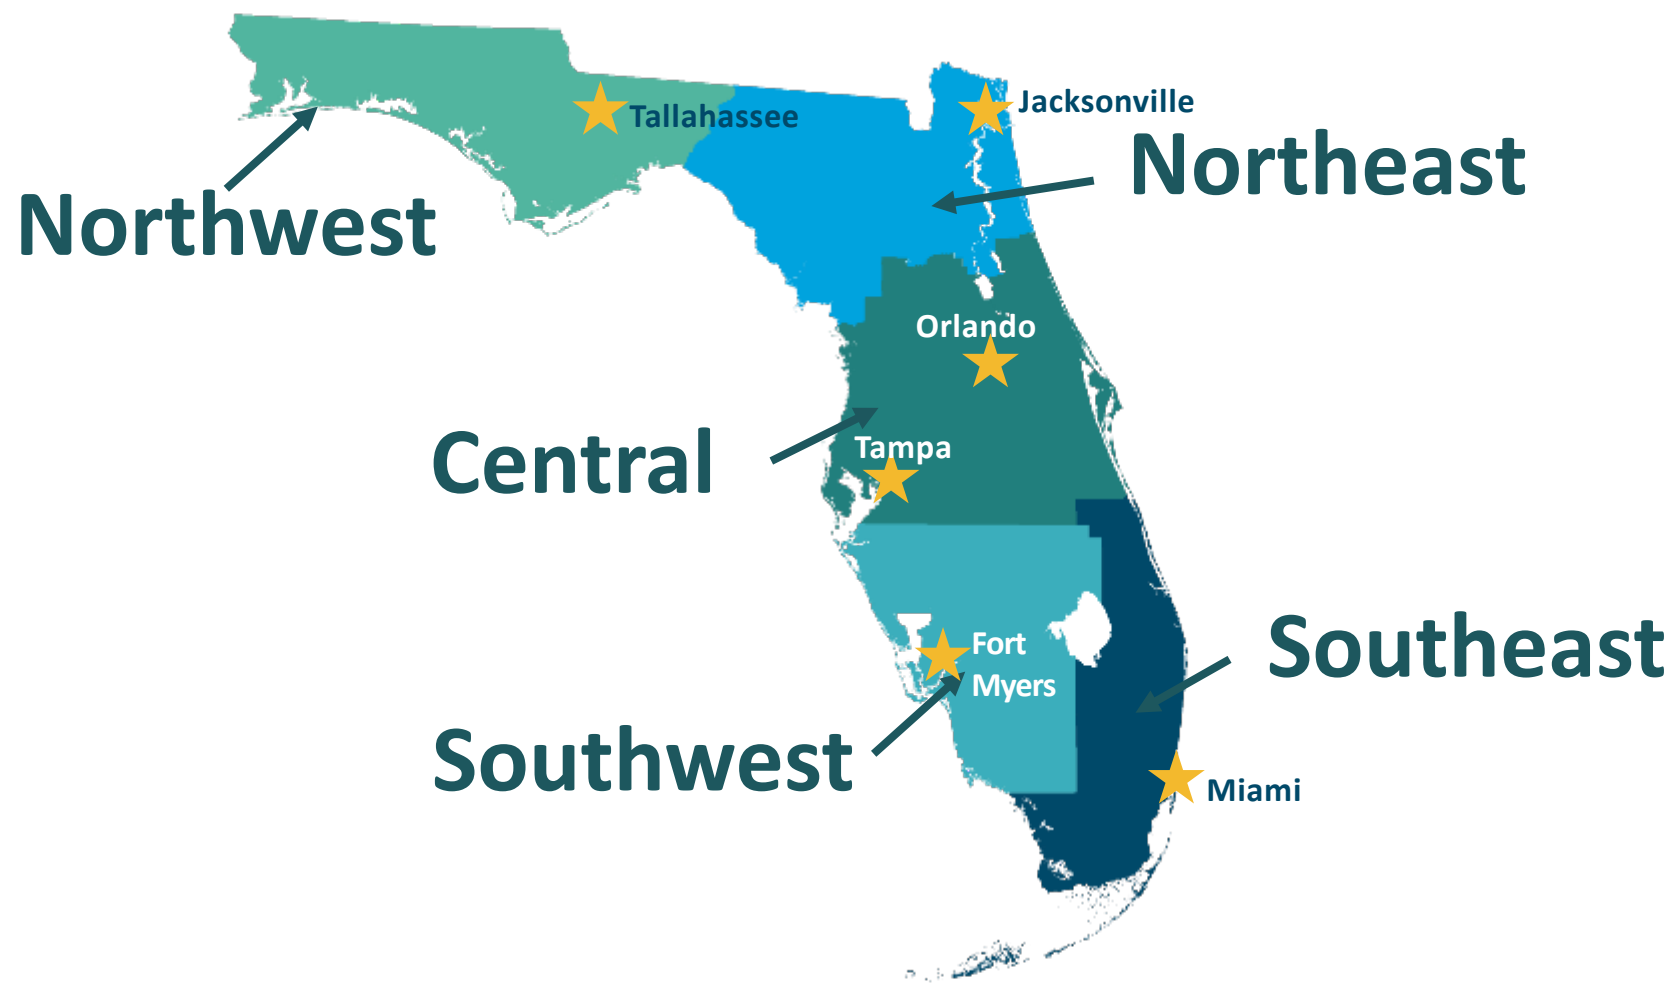 Jacksonville
Tallahassee
Northeast
Northwest
Orlando
Central
Tampa
Fort
Myers
Southeast
Southwest
Miami